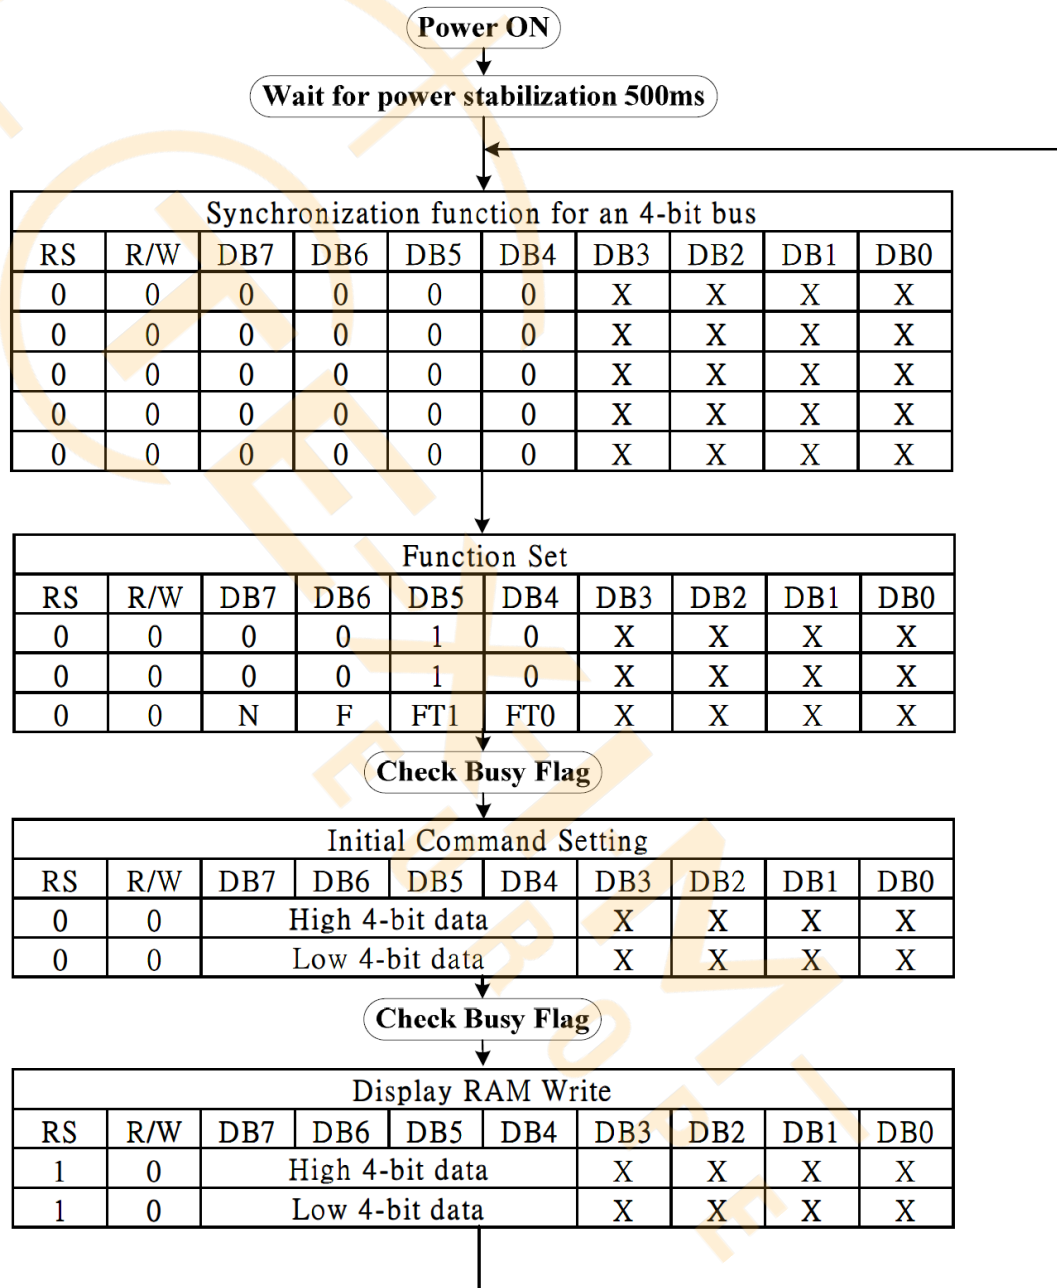 Power ON
Wait for power stabilization 500ms
Synchronization function for an 4-bit bus
RS R/W DB7 DB6 DB5 DB4 DB3 DB2 DB1 DB0
0 0 0 0 0 0 X X X X
0 0 0 0 0 0 X X X X
0 0 0 0 0 0 X X X X
0 0 0 0 0 0 X X X X
0 0 0 0 0 0 X X X X
Function Set
RS R/W DB7 DB6 DB5 DB4 DB3 DB2 DB1 DB0
0 0 0 0 1 0 X X X X
0 0 0 0 1 0 X X X X
0 0 N F FT1 FT0 X X X X
Check Busy Flag
Initial Command Setting
RS R/W DB7 DB6 DB5 DB4 DB3 DB2 DB1 DB0
0 0 High 4-bit data X X X X
0 0 Low 4-bit data X X X X
Check Busy Flag
Display RAM Write
RS R/W DB7 DB6 DB5 DB4 DB3 DB2 DB1 DB0
1 0 High 4-bit data X X X X
1 0 Low 4-bit data X X X X